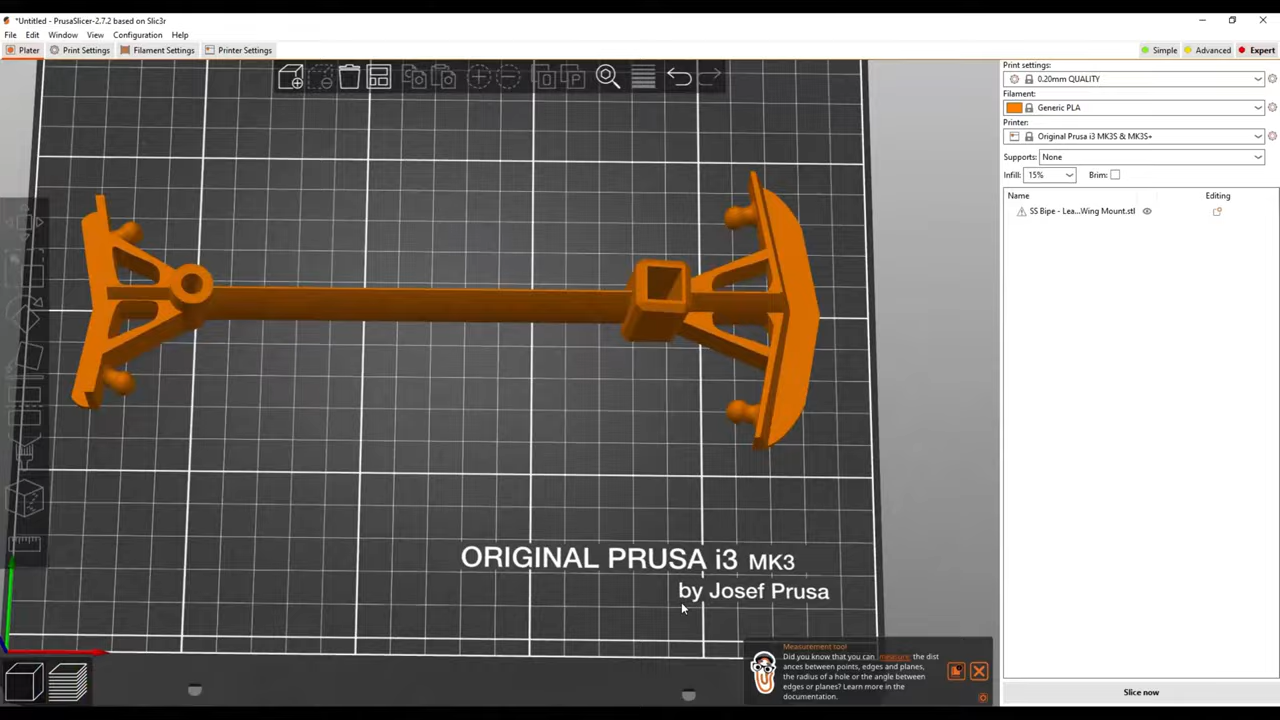 *Untitled - PrusaSlicer-2.7.2 based on Slic3r
File Edit Window View Configuration Help
Plater Print Settings Filament Settings Printer Settings Simple Advanced Expert
Print settings:
0.20mm QUALITY
Filament:
Generic PLA
Printer:
Original Prusa i3 MK3S & MK3S+
Supports: None
Infill: 15% Brim:
Name Editing
SS Bipe - Lea...Wing Mount.stl
ORIGINAL PRUSA i3 MK3
by Josef Prusa
Measurement tool
Did you know that you can measure the dist
ances between points, edges and planes,
the radius of a hole or the angle between
edges or planes? Learn more in the
documentation.
Slice now